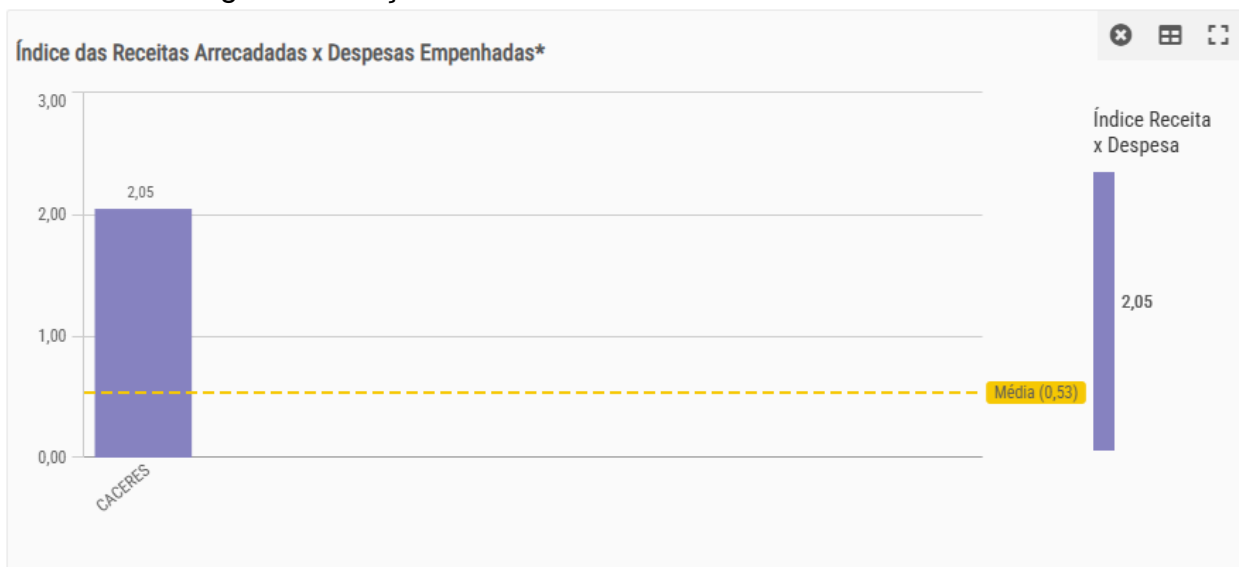 Índice das Receitas Arrecadadas x Despesas Empenhadas*
3,00
2,05
2,00
1,00
Média (0,53)
0,00
CACERES
Índice Receita
x Despesa
2,05